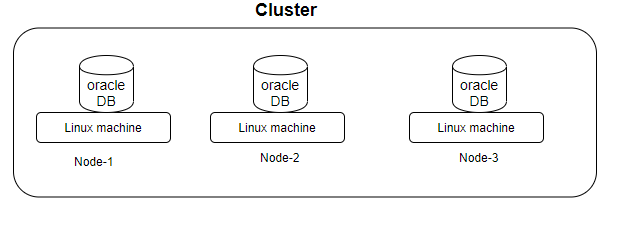 Cluster
oracle
DB
oracle
DB
oracle
DB
Linux machine
Linux machine
Linux machine
Node-1
Node-2
Node-3